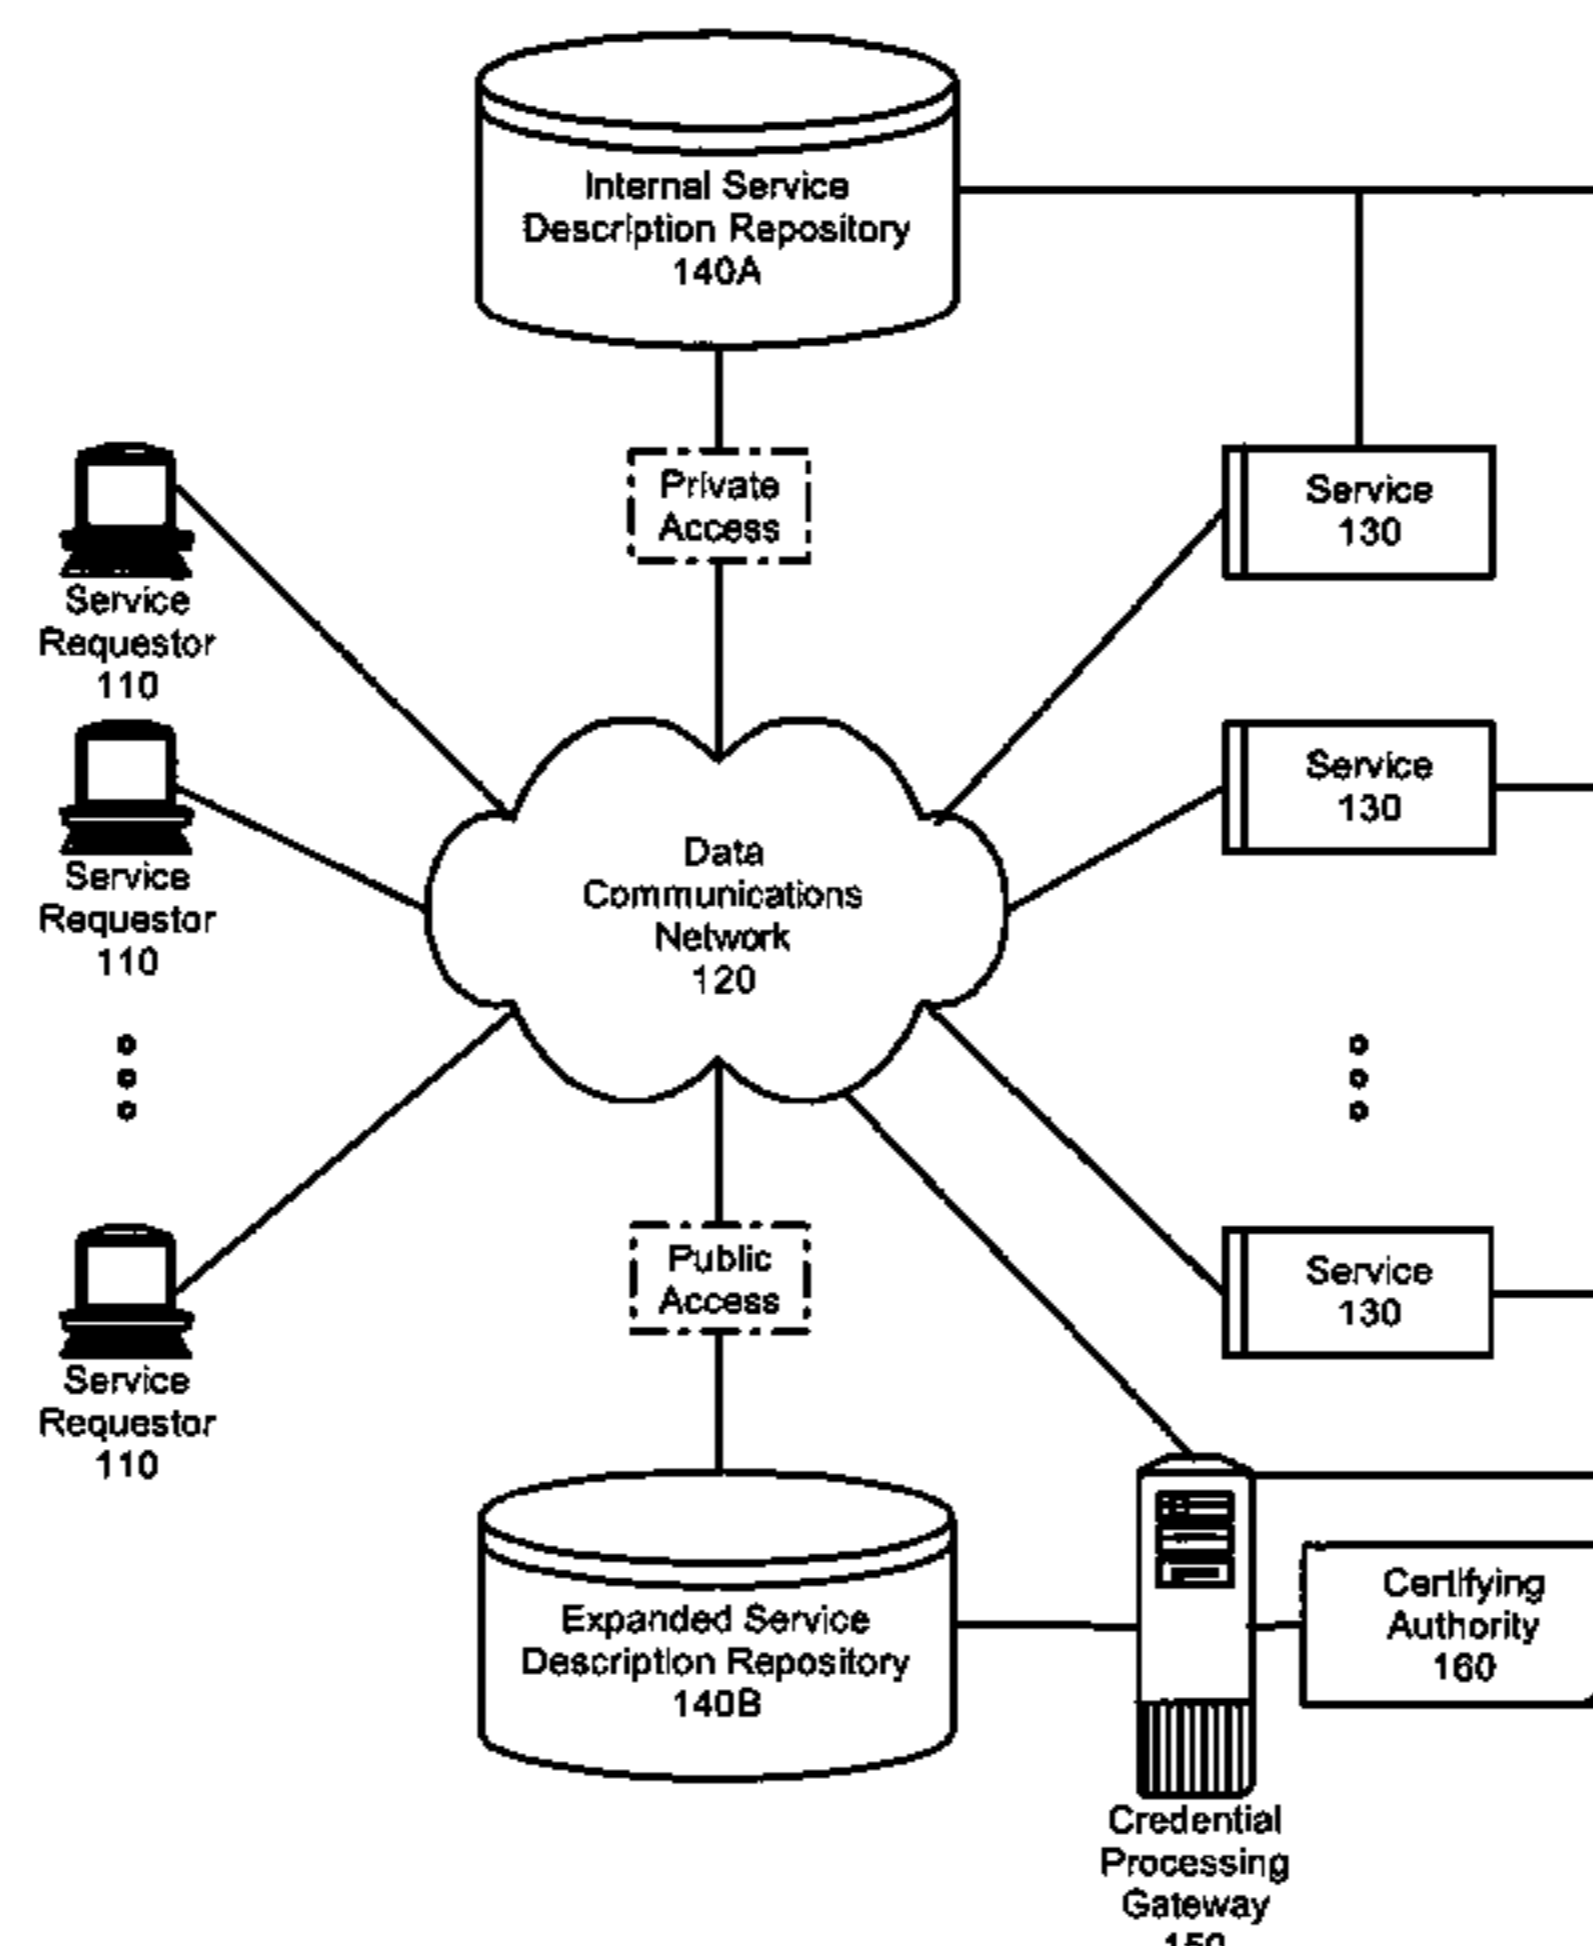 Internal Service
Description Repository
140A
Private
Access
Service
Requestor
110
Service
130
Service
Requestor
110
Service
130
Data
Communications
Network
120
Service
Requestor
110
Public
Access
Service
130
Expanded Service
Description Repository
140B
Certifying
Authority
160
Credential
Processing
Gateway
150